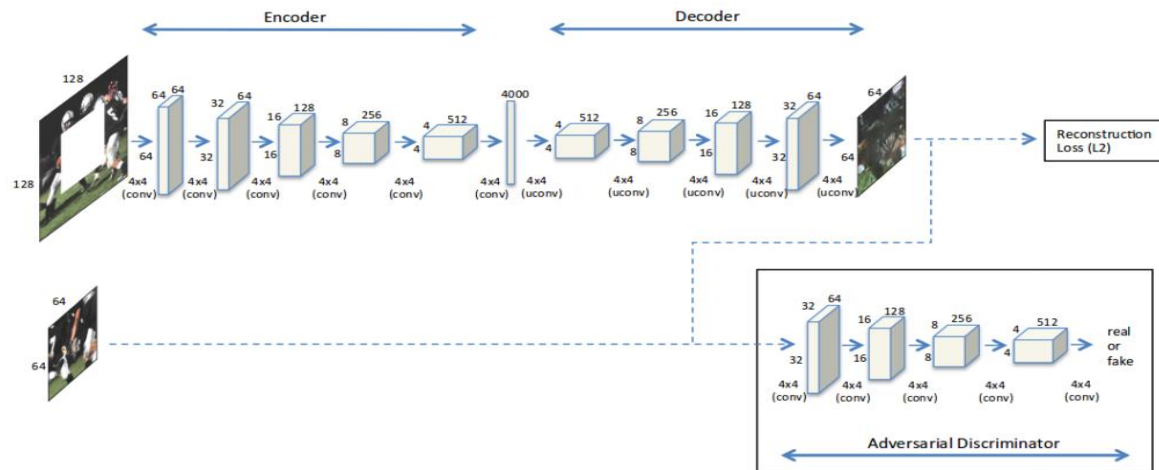 Encoder
Decoder
128
128
64 64
64
4x4
(conv)
32 64
32
4x4
(conv)
16 128
16
4x4
(conv)
8 256
8
4x4
(conv)
4 512
4
4x4
(conv)
4000
4x4
(conv)
4 512
4
4x4
(uconv)
8 256
8
4x4
(uconv)
16 128
16
4x4
(uconv)
32 64
32
4x4
(uconv)
64
64
4x4
(uconv)
Reconstruction
Loss (L2)
64
64
32 64
32
4x4
(conv)
16 128
16
4x4
(conv)
8 256
8
4x4
(conv)
4 512
4
4x4
(conv)
real
or
fake
4x4
(conv)
Adversarial Discriminator